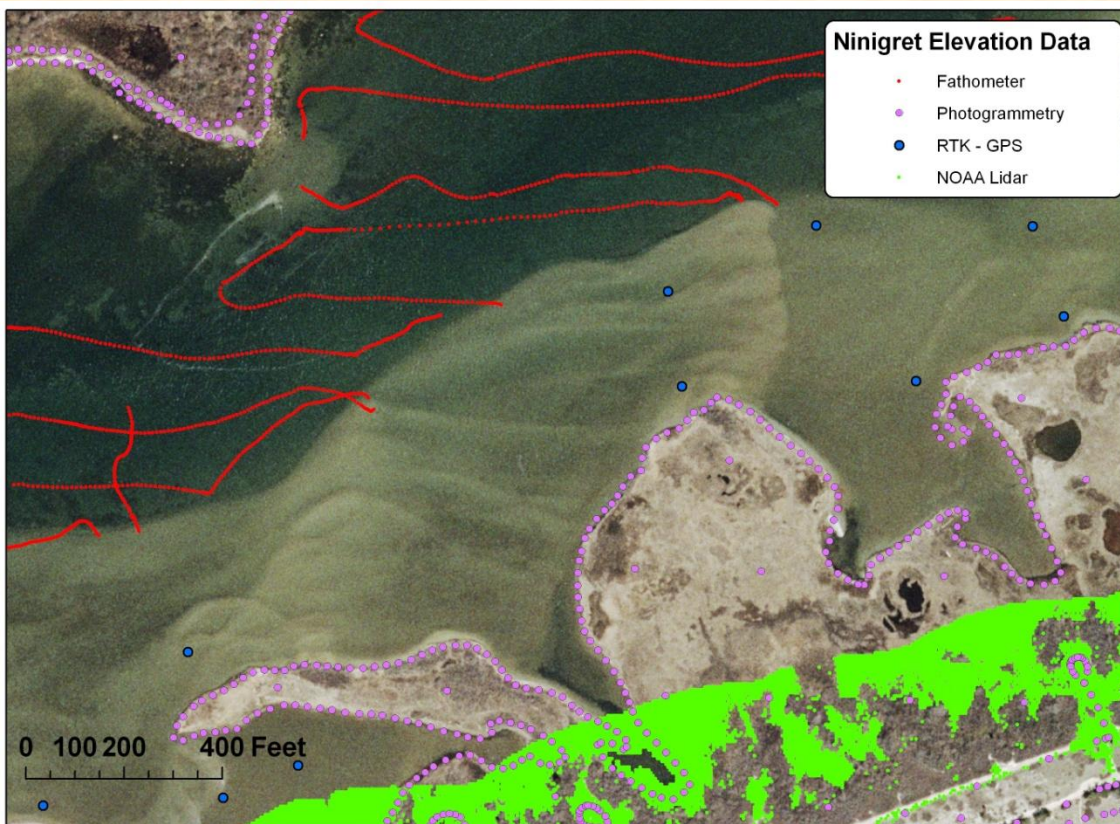 Ninigret Elevation Data
Fathometer
Photogrammetry
RTK - GPS
NOAA Lidar
0 100 200 400 Feet